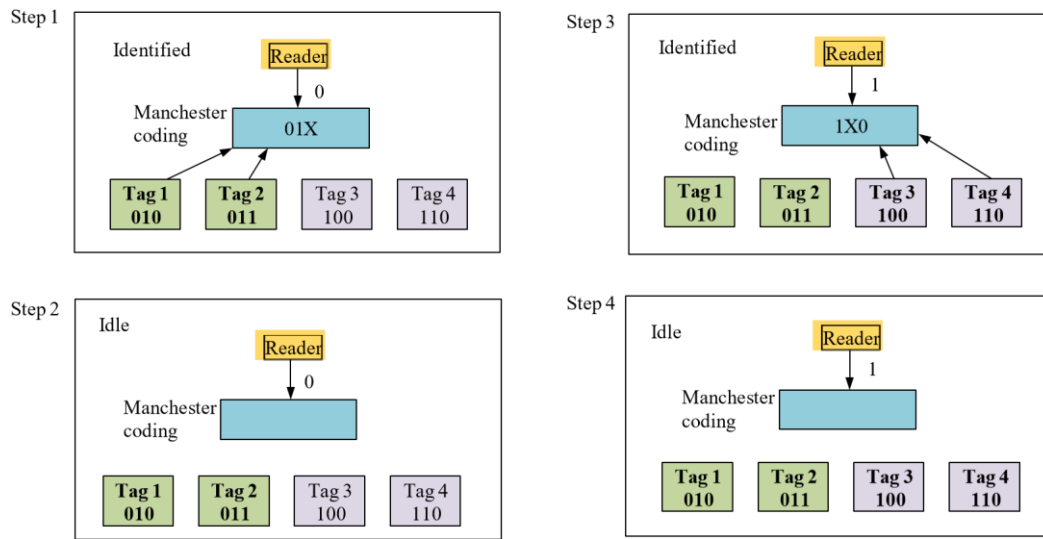 Step 1
Identified
Reader
0
Manchester
coding
01X
Tag 1
010
Tag 2
011
Tag 3
100
Tag 4
110
Step 2
Idle
Reader
0
Manchester
coding
Tag 1
010
Tag 2
011
Tag 3
100
Tag 4
110
Step 3
Identified
Reader
1
Manchester
coding
1X0
Tag 1
010
Tag 2
011
Tag 3
100
Tag 4
110
Step 4
Idle
Reader
1
Manchester
coding
Tag 1
010
Tag 2
011
Tag 3
100
Tag 4
110